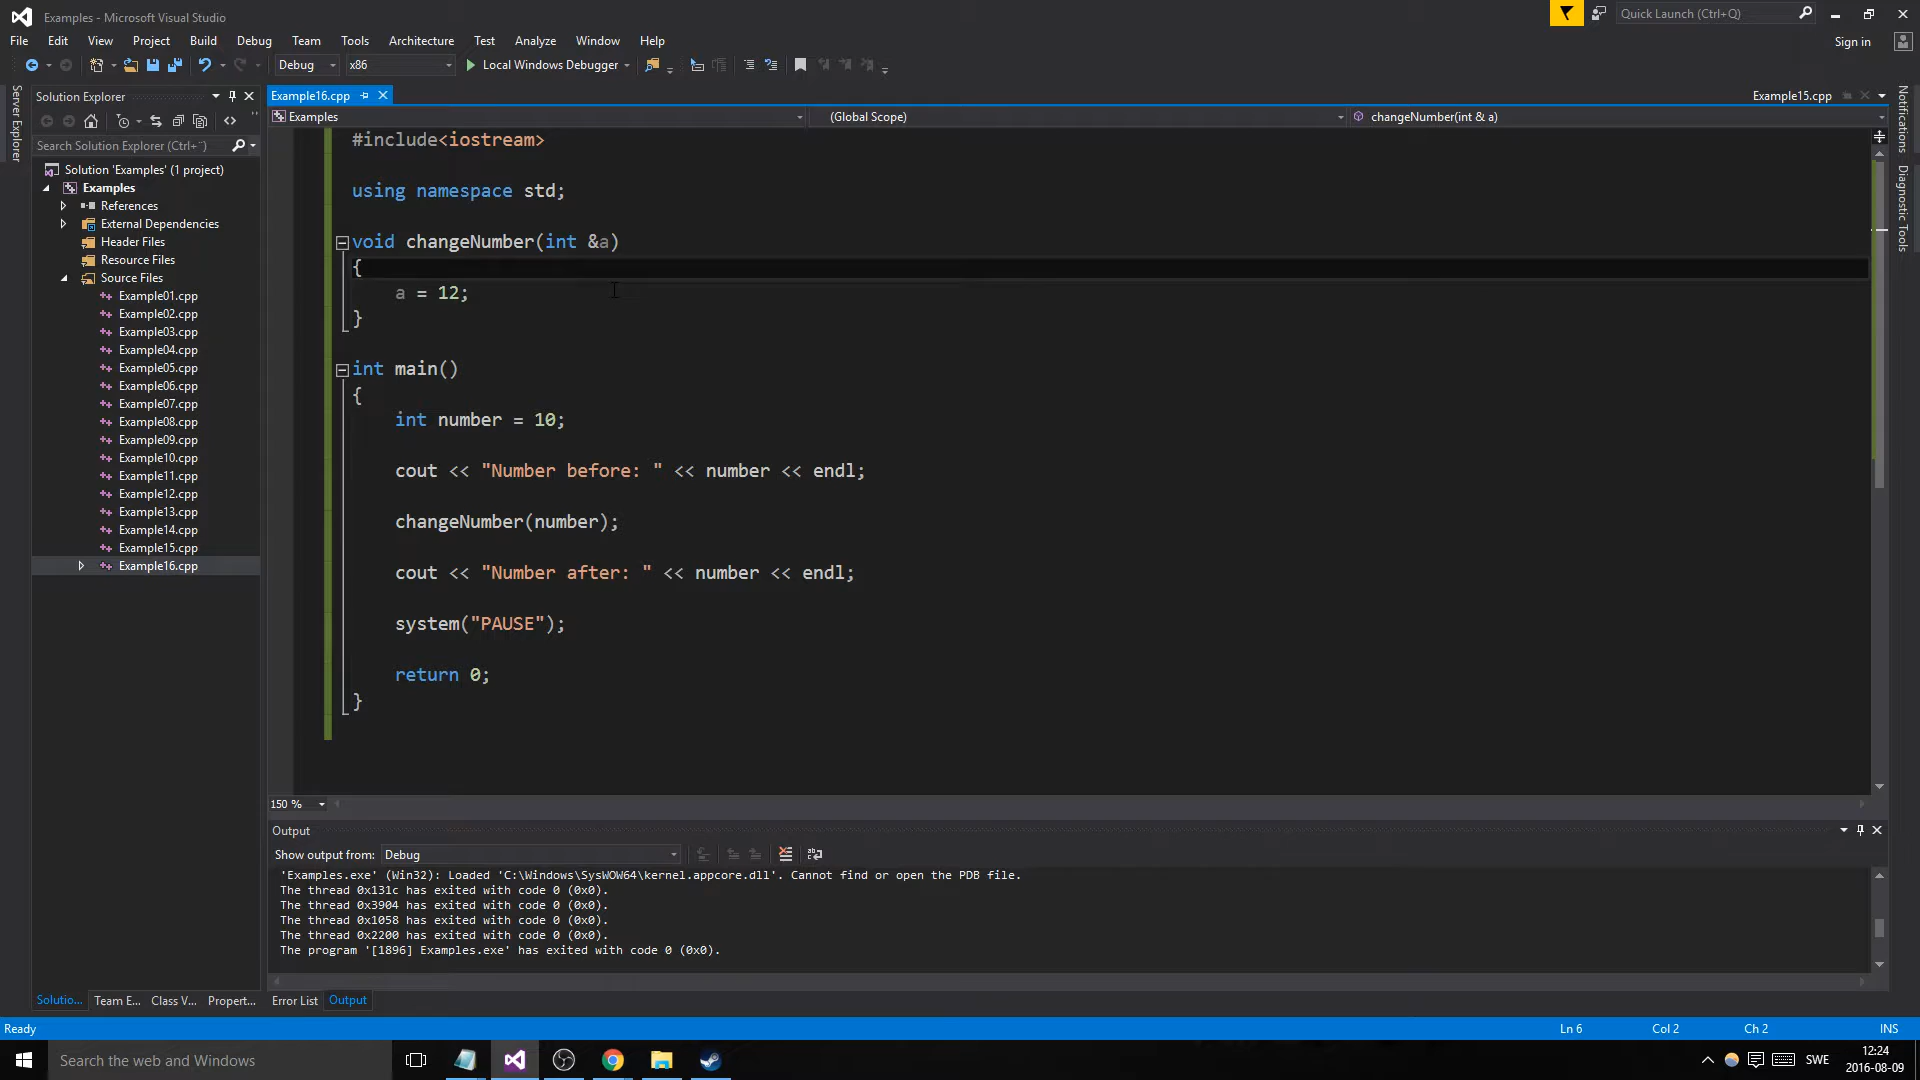 Examples - Microsoft Visual Studio
Quick Launch (Ctrl+Q)
File Edit View Project Build Debug Team Tools Architecture Test Analyze Window Help
Sign in
Debug x86 Local Windows Debugger
Server Explorer
Solution Explorer
Search Solution Explorer (Ctrl+¨)
Solution 'Examples' (1 project)
Examples
References
External Dependencies
Header Files
Resource Files
Source Files
Example01.cpp
Example02.cpp
Example03.cpp
Example04.cpp
Example05.cpp
Example06.cpp
Example07.cpp
Example08.cpp
Example09.cpp
Example10.cpp
Example11.cpp
Example12.cpp
Example13.cpp
Example14.cpp
Example15.cpp
Example16.cpp
Solutio... Team E... Class V... Propert...
Example16.cpp
Example15.cpp
Examples (Global Scope) changeNumber(int & a)
#include<iostream>
using namespace std;
void changeNumber(int &a)
{
a = 12;
}
int main()
{
int number = 10;
cout << "Number before: " << number << endl;
changeNumber(number);
cout << "Number after: " << number << endl;
system("PAUSE");
return 0;
}
150 %
Output
Show output from: Debug
'Examples.exe' (Win32): Loaded 'C:\Windows\SysWOW64\kernel.appcore.dll'. Cannot find or open the PDB file.
The thread 0x131c has exited with code 0 (0x0).
The thread 0x3904 has exited with code 0 (0x0).
The thread 0x1058 has exited with code 0 (0x0).
The thread 0x2200 has exited with code 0 (0x0).
The program '[1896] Examples.exe' has exited with code 0 (0x0).
Error List Output
Notifications
Diagnostic Tools
Ready Ln 6 Col 2 Ch 2 INS
Search the web and Windows
SWE
12:24
2016-08-09